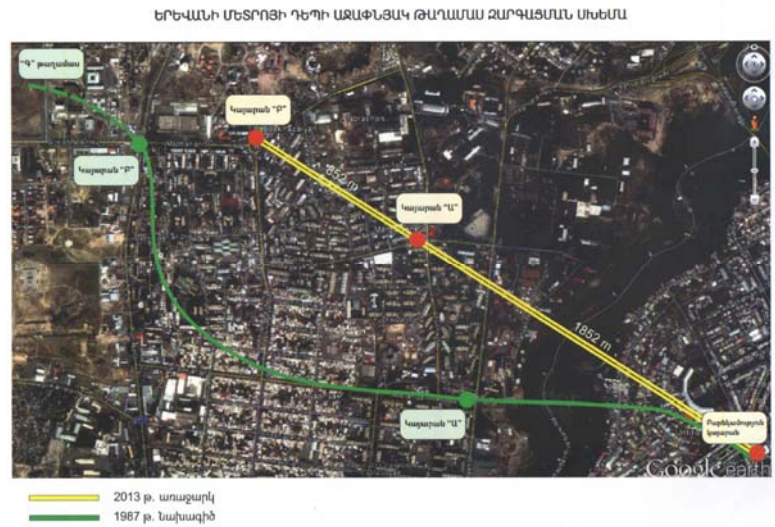 ԵՐԵՎԱՆԻ ՄԵՏՐՈՅԻ ԴԵՊԻ ԱՋԱՓՆՅԱԿ ԹԱՂԱՄԱՍ ԶԱՐԳԱՑՄԱՆ ՍԽԵՄԱ
"Գ" թաղամաս
Կայարան "Բ"
Կայարան "Բ"
852 m
Կայարան "Ա"
1852 m
Կայարան "Ա"
Բարեկամություն
կայարան
Google earth
2013 թ. առաջարկ
1987 թ. Նախագիծ